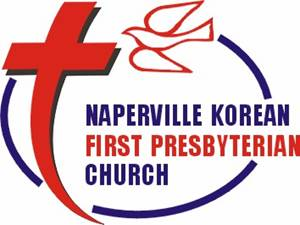 NAPERVILLE KOREAN
FIRST PRESBYTERIAN
CHURCH